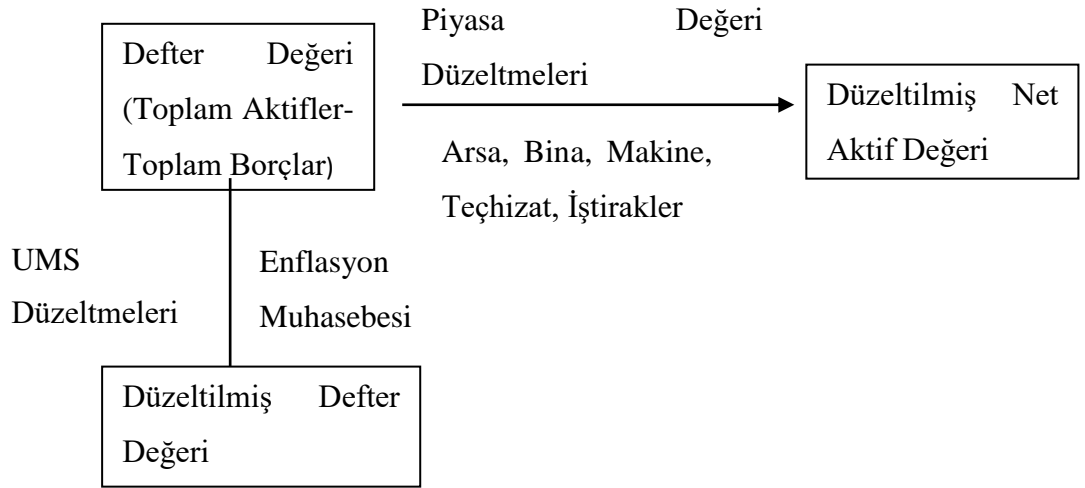 Defter Değeri
(Toplam Aktifler-
Toplam Borçlar)
Piyasa Değeri
Düzeltmeleri
Arsa, Bina, Makine,
Teçhizat, İştirakler
Düzeltilmiş Net
Aktif Değeri
UMS
Düzeltmeleri
Enflasyon
Muhasebesi
Düzeltilmiş Defter
Değeri